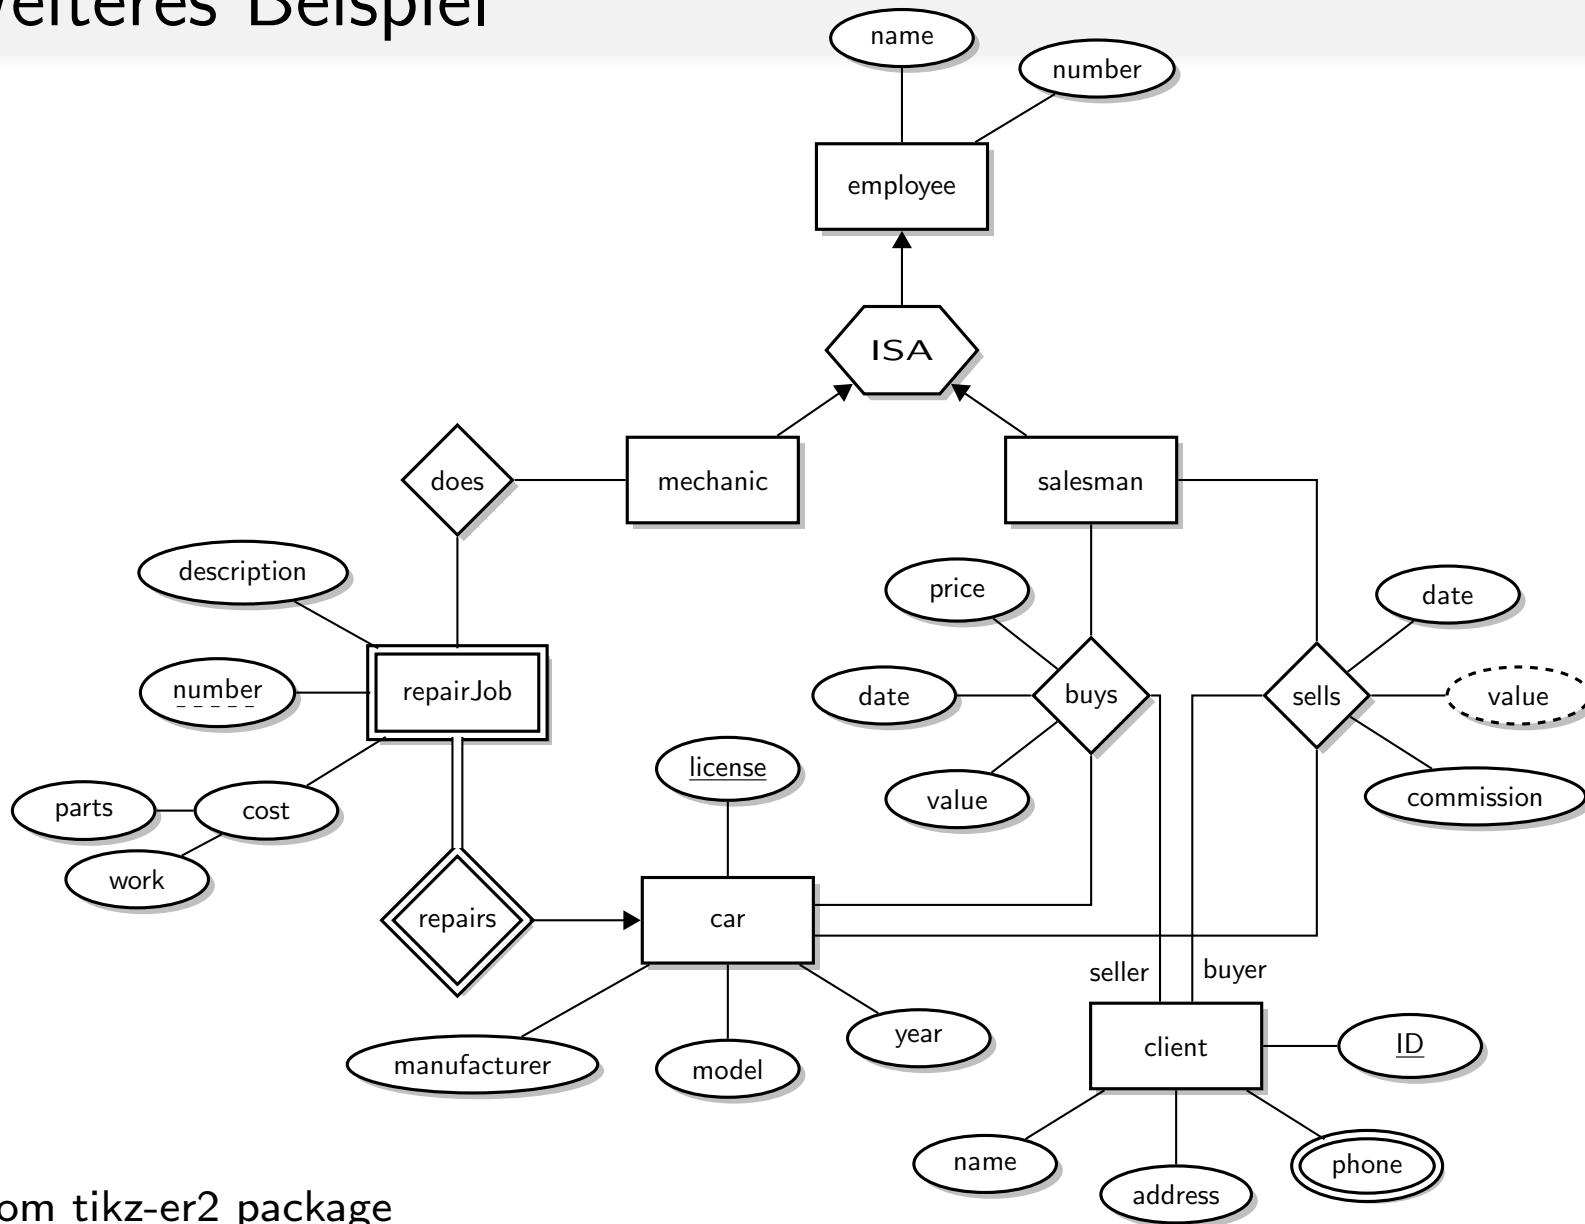 eiteres Beispiel
name
number
employee
ISA
does
mechanic
salesman
description
price
date
number
repairJob
date
buys
sells
value
license
parts
cost
value
commission
work
repairs
car
seller
buyer
year
client
ID
manufacturer
model
name
phone
address
om tikz-er2 package